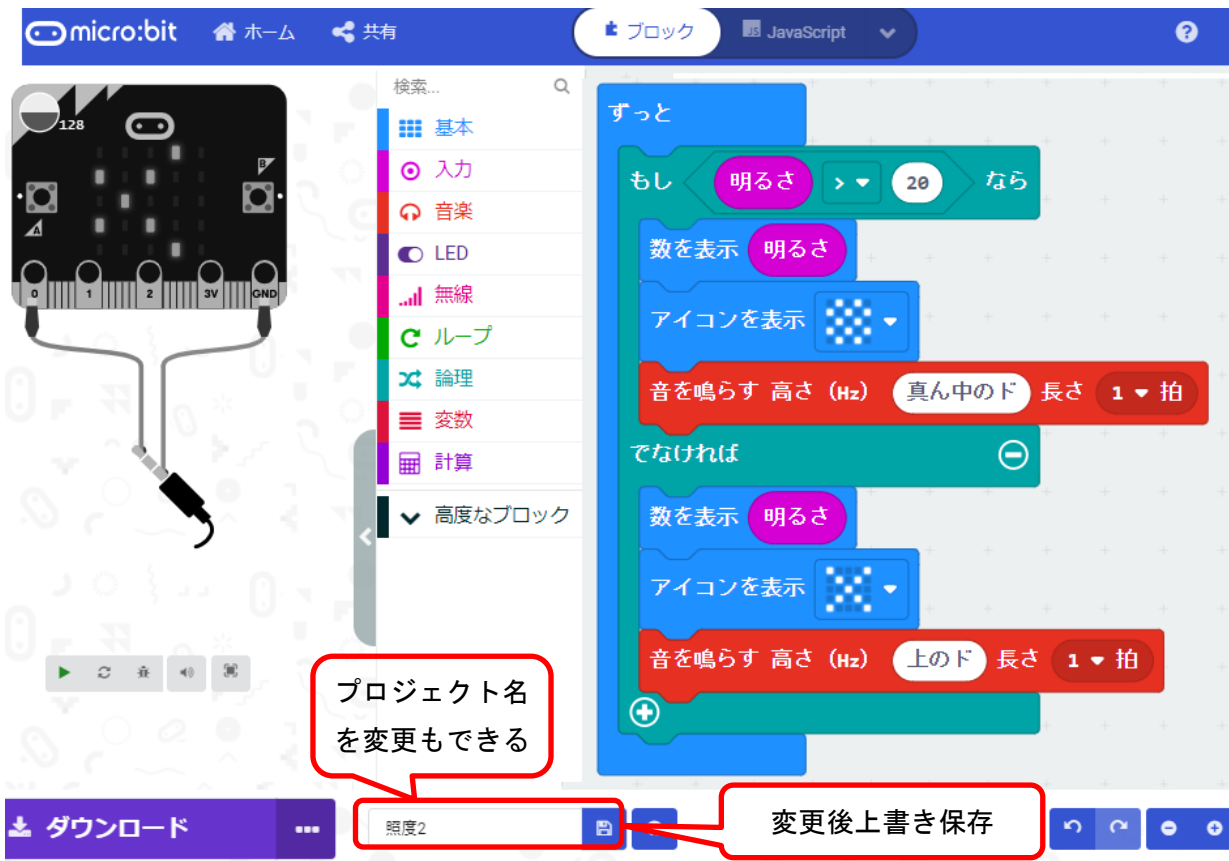 micro:bit ホーム 共有 ブロック JavaScript ?
128
B
A
0 1 2 3V GND
検索...
基本
入力
音楽
LED
無線
ループ
論理
変数
計算
高度なブロック
ずっと
もし 明るさ > 20 なら
数を表示 明るさ
アイコンを表示
音を鳴らす 高さ (Hz) 真ん中のド 長さ 1 拍
でなければ
数を表示 明るさ
アイコンを表示
音を鳴らす 高さ (Hz) 上のド 長さ 1 拍
プロジェクト名
を変更もできる
ダウンロード ...
照度2
変更後上書き保存